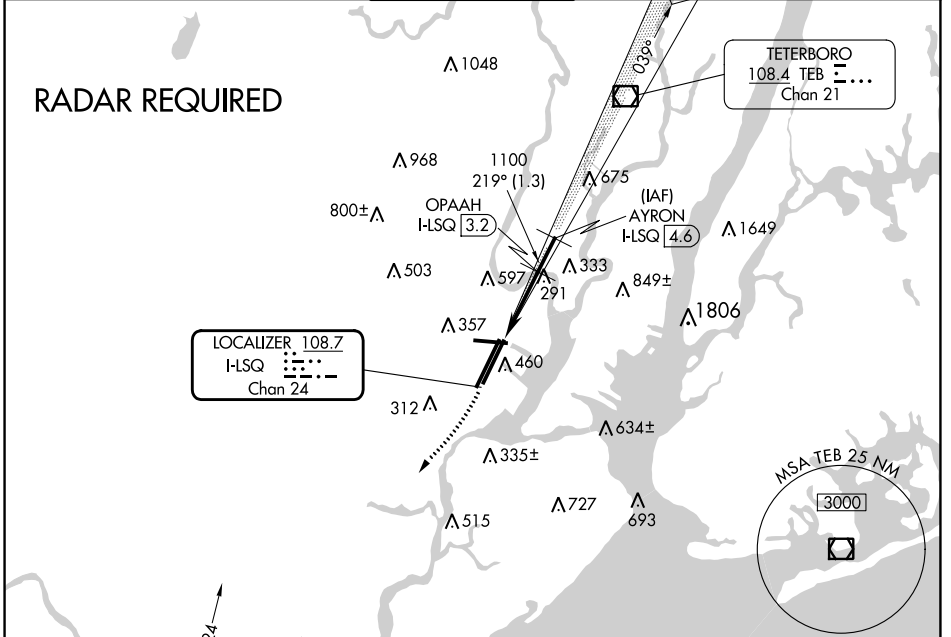 RADAR REQUIRED
1048
039°
TETERBORO
108.4 TEB
Chan 21
968
1100
219° (1.3)
675
800±
OPAAH
I-LSQ 3.2
(IAF)
AYRON
I-LSQ 4.6
1649
503
597
291
333
849±
1806
357
LOCALIZER 108.7
I-LSQ
Chan 24
460
312
634±
335±
MSA TEB 25 NM
3000
727
693
515